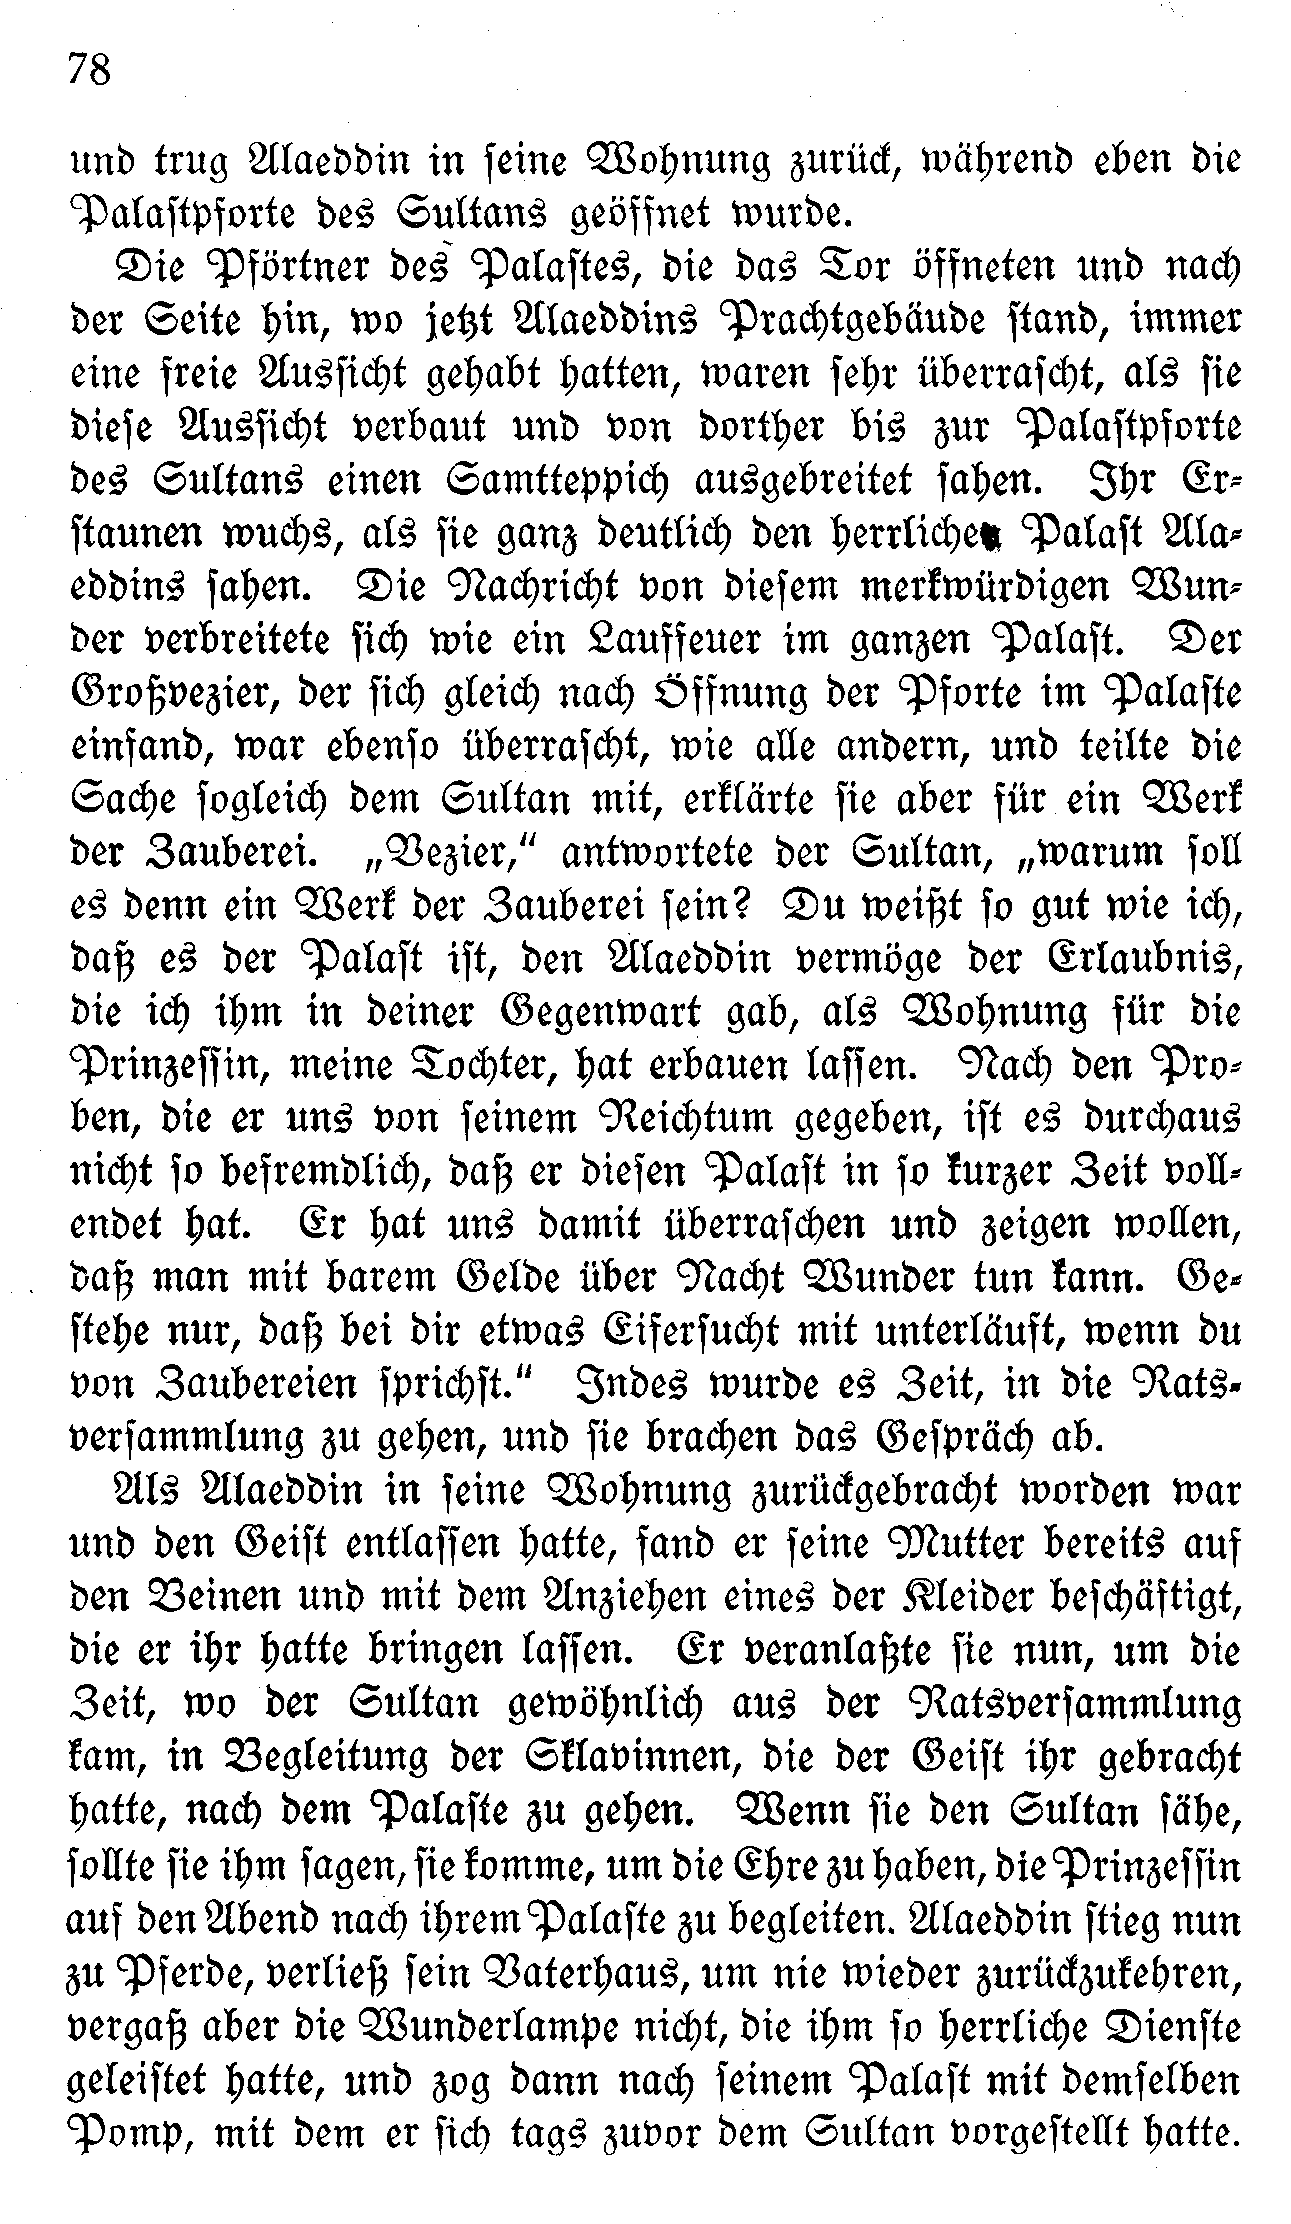 78
und trug Alaeddin in seine Wohnung zurück, während eben die
Palastpforte des Sultans geöffnet wurde.
Die Pförtner des Palastes, die das Tor öffneten und nach
der Seite hin, wo jetzt Alaeddins Prachtgebäude stand, immer
eine freie Aussicht gehabt hatten, waren sehr überrascht, als sie
diese Aussicht verbaut und von dorther bis zur Palastpforte
des Sultans einen Samtteppich ausgebreitet sahen. Ihr Er-
staunen wuchs, als sie ganz deutlich den herrlichen Palast Ala-
eddins sahen. Die Nachricht von diesem merkwürdigen Wun-
der verbreitete sich wie ein Lauffeuer im ganzen Palast. Der
Großvezier, der sich gleich nach Öffnung der Pforte im Palaste
einfand, war ebenso überrascht, wie alle andern, und teilte die
Sache sogleich dem Sultan mit, erklärte sie aber für ein Werk
der Zauberei. „Vezier,“ antwortete der Sultan, „warum soll
es denn ein Werk der Zauberei sein? Du weißt so gut wie ich,
daß es der Palast ist, den Alaeddin vermöge der Erlaubnis,
die ich ihm in deiner Gegenwart gab, als Wohnung für die
Prinzessin, meine Tochter, hat erbauen lassen. Nach den Pro-
ben, die er uns von seinem Reichtum gegeben, ist es durchaus
nicht so befremdlich, daß er diesen Palast in so kurzer Zeit voll-
endet hat. Er hat uns damit überraschen und zeigen wollen,
daß man mit barem Gelde über Nacht Wunder tun kann. Ge-
stehe nur, daß bei dir etwas Eifersucht mit unterläuft, wenn du
von Zaubereien sprichst.“ Indes wurde es Zeit, in die Rats-
versammlung zu gehen, und sie brachen das Gespräch ab.
Als Alaeddin in seine Wohnung zurückgebracht worden war
und den Geist entlassen hatte, fand er seine Mutter bereits auf
den Beinen und mit dem Anziehen eines der Kleider beschäftigt,
die er ihr hatte bringen lassen. Er veranlaßte sie nun, um die
Zeit, wo der Sultan gewöhnlich aus der Ratsversammlung
kam, in Begleitung der Sklavinnen, die der Geist ihr gebracht
hatte, nach dem Palaste zu gehen. Wenn sie den Sultan sähe,
sollte sie ihm sagen, sie komme, um die Ehre zu haben, die Prinzessin
auf den Abend nach ihrem Palaste zu begleiten. Alaeddin stieg nun
zu Pferde, verließ sein Vaterhaus, um nie wieder zurückzukehren,
vergaß aber die Wunderlampe nicht, die ihm so herrliche Dienste
geleistet hatte, und zog dann nach seinem Palast mit demselben
Pomp, mit dem er sich tags zuvor dem Sultan vorgestellt hatte.